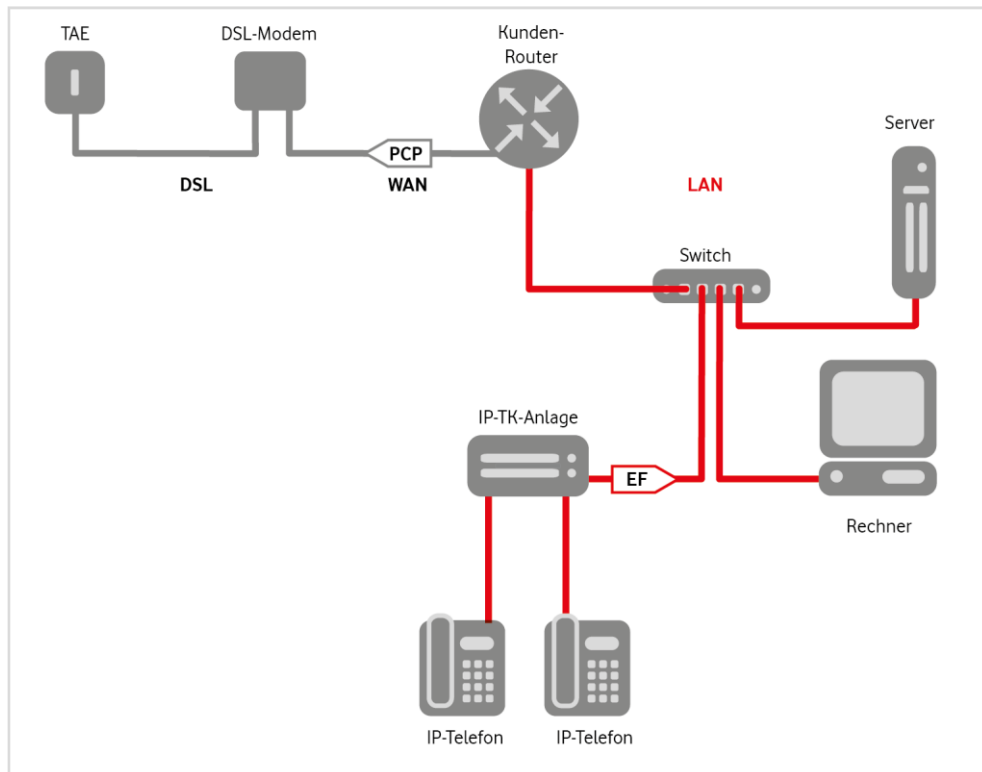 TAE
DSL-Modem
Kunden-
Router
Server
PCP
DSL
WAN
LAN
Switch
IP-TK-Anlage
EF
Rechner
IP-Telefon
IP-Telefon